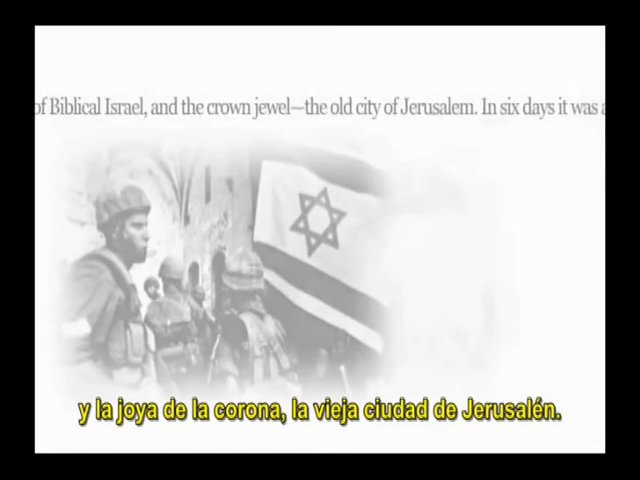 of Biblical Israel, and the crown jewel—the old city of Jerusalem. In six days it was
y la joya de la corona, la vieja ciudad de Jerusalén.